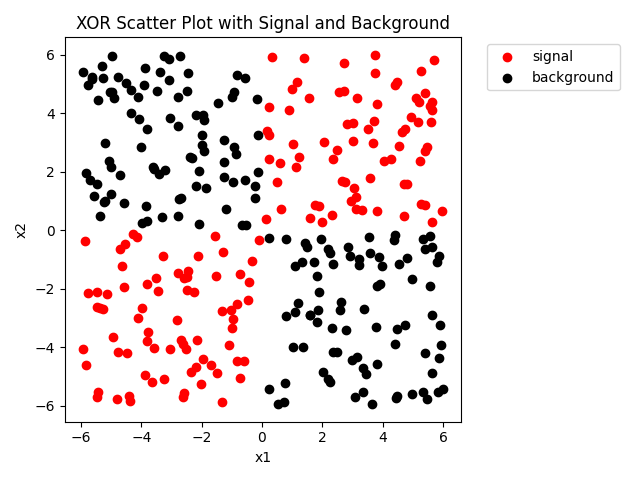 XOR Scatter Plot with Signal and Background
signal
background
6
4
2
0
−2
−4
−6
x2
−6 −4 −2 0 2 4 6
x1